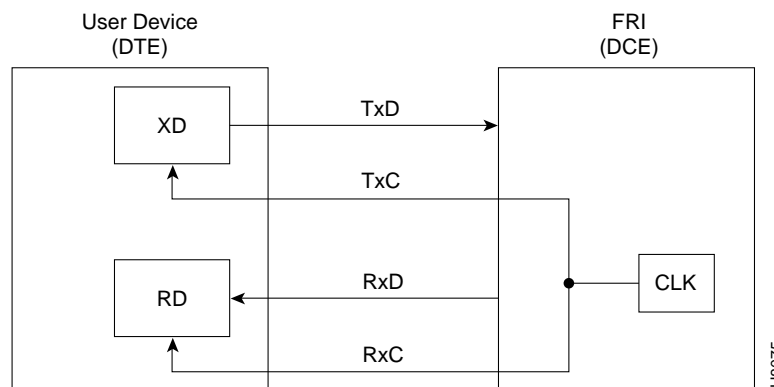 User Device
(DTE)
FRI
(DCE)
XD
TxD
TxC
RD
RxD
CLK
RxC